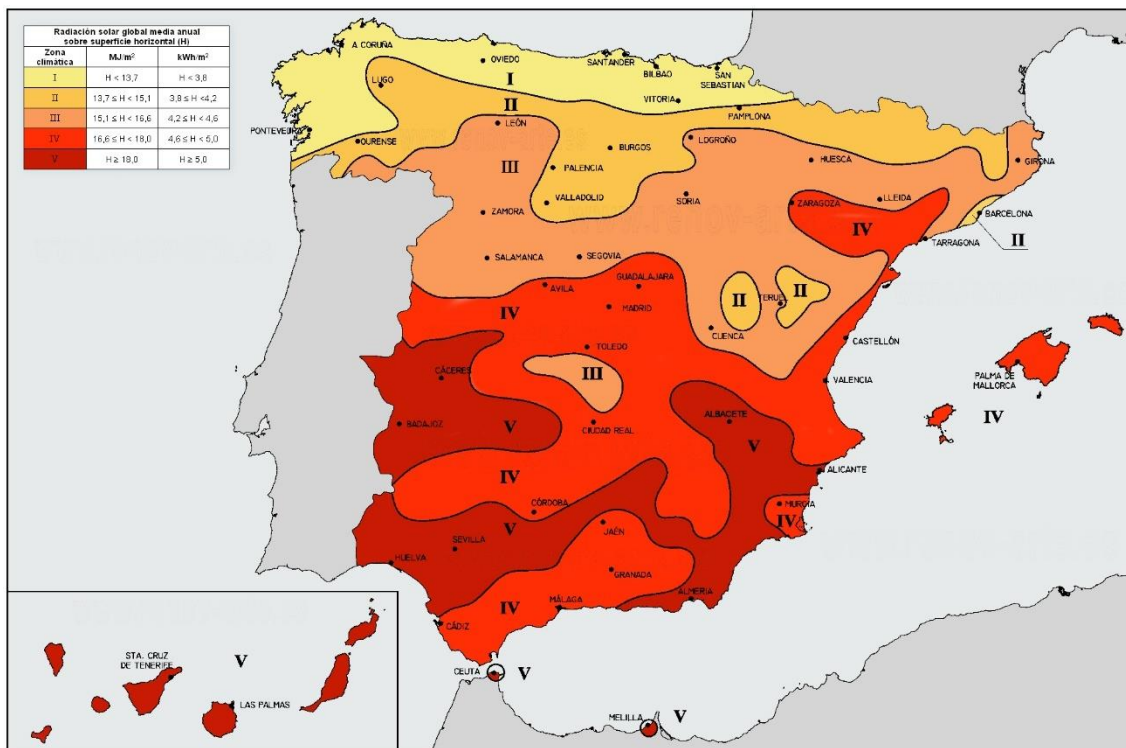 Radiación solar global media anual
sobre superficie horizontal (H)
Zona climática MJ/m² kWh/m²
I H < 13,7 H < 3,8
II 13,7 ≤ H < 15,1 3,8 ≤ H <4,2
III 15,1 ≤ H < 16,6 4,2 ≤ H < 4,6
IV 16,6 ≤ H < 18,0 4,6 ≤ H < 5,0
V H ≥ 18,0 H ≥ 5,0
A CORUÑA
OVIEDO
SANTANDER
BILBAO
SAN
SEBASTIAN
LUGO
I
VITORIA
II
PAMPLONA
PONTEVEDRA
LEÓN
OURENSE
LOGROÑO
BURGOS
III
PALENCIA
HUESCA
GIRONA
VALLADOLID
SORIA
ZARAGOZA
LLEIDA
ZAMORA
BARCELONA
IV
TARRAGONA
II
SALAMANCA
SEGOVIA
GUADALAJARA
AVILA
II
TERUEL
II
IV
MADRID
CUENCA
CASTELLÓN
TOLEDO
III
CÁCERES
VALENCIA
PALMA DE
MALLORCA
IV
BADAJOZ
V
CIUDAD REAL
ALBACETE
V
IV
ALICANTE
CÓRDOBA
MURCIA
V
IV
JAÉN
SEVILLA
HUELVA
GRANADA
ALMERIA
MÁLAGA
IV
CÁDIZ
CEUTA
V
MELILLA
V
STA. CRUZ
DE TENERIFE
V
LAS PALMAS